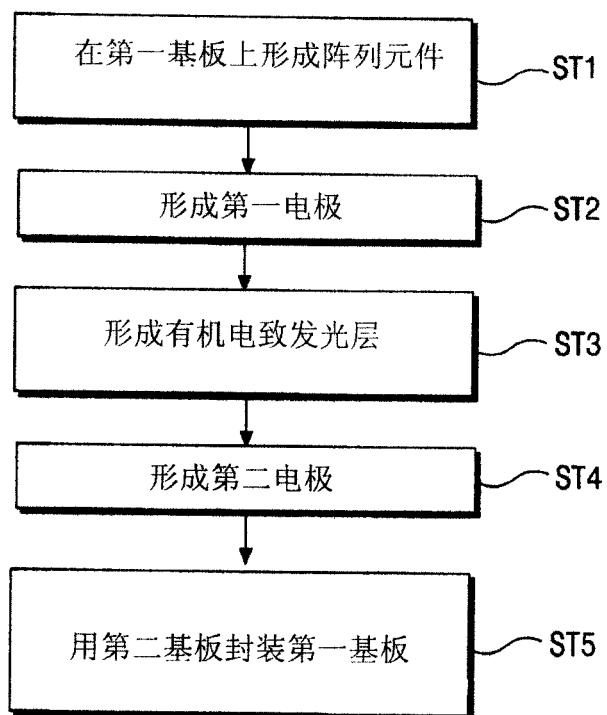 在第一基板上形成阵列元件
ST1
形成第一电极
ST2
形成有机电致发光层
ST3
形成第二电极
ST4
用第二基板封装第一基板
ST5